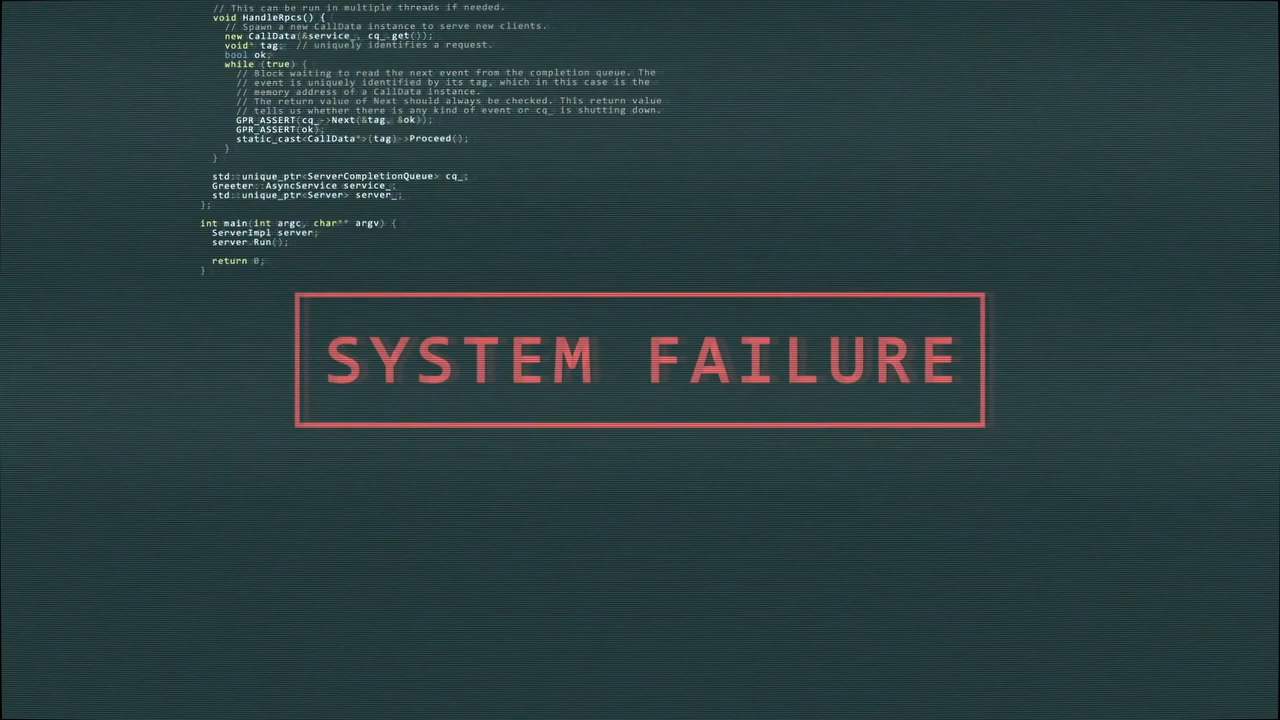 // This can be run in multiple threads if needed.
void HandleRpcs() {
// Spawn a new CallData instance to serve new clients.
new CallData(&service_, cq_.get());
void* tag; // uniquely identifies a request.
bool ok;
while (true) {
// Block waiting to read the next event from the completion queue. The
// event is uniquely identified by its tag, which in this case is the
// memory address of a CallData instance.
// The return value of Next should always be checked. This return value
// tells us whether there is any kind of event or cq_ is shutting down.
GPR_ASSERT(cq_->Next(&tag, &ok));
GPR_ASSERT(ok);
static_cast<CallData*>(tag)->Proceed();
}
}
std::unique_ptr<ServerCompletionQueue> cq_;
Greeter::AsyncService service_;
std::unique_ptr<Server> server_;
};
int main(int argc, char** argv) {
ServerImpl server;
server.Run();
return 0;
}
SYSTEM FAILURE